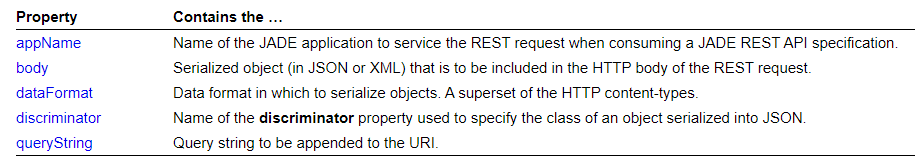 Property Contains the …
appName Name of the JADE application to service the REST request when consuming a JADE REST API specification.
body Serialized object (in JSON or XML) that is to be included in the HTTP body of the REST request.
dataFormat Data format in which to serialize objects. A superset of the HTTP content-types.
discriminator Name of the discriminator property used to specify the class of an object serialized into JSON.
queryString Query string to be appended to the URI.